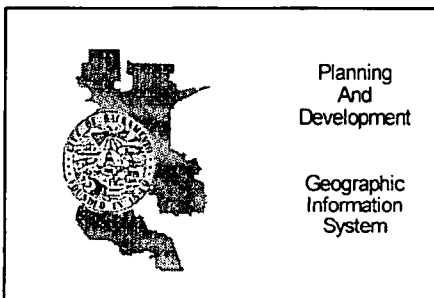 Planning
And
Development
Geographic
Information
System